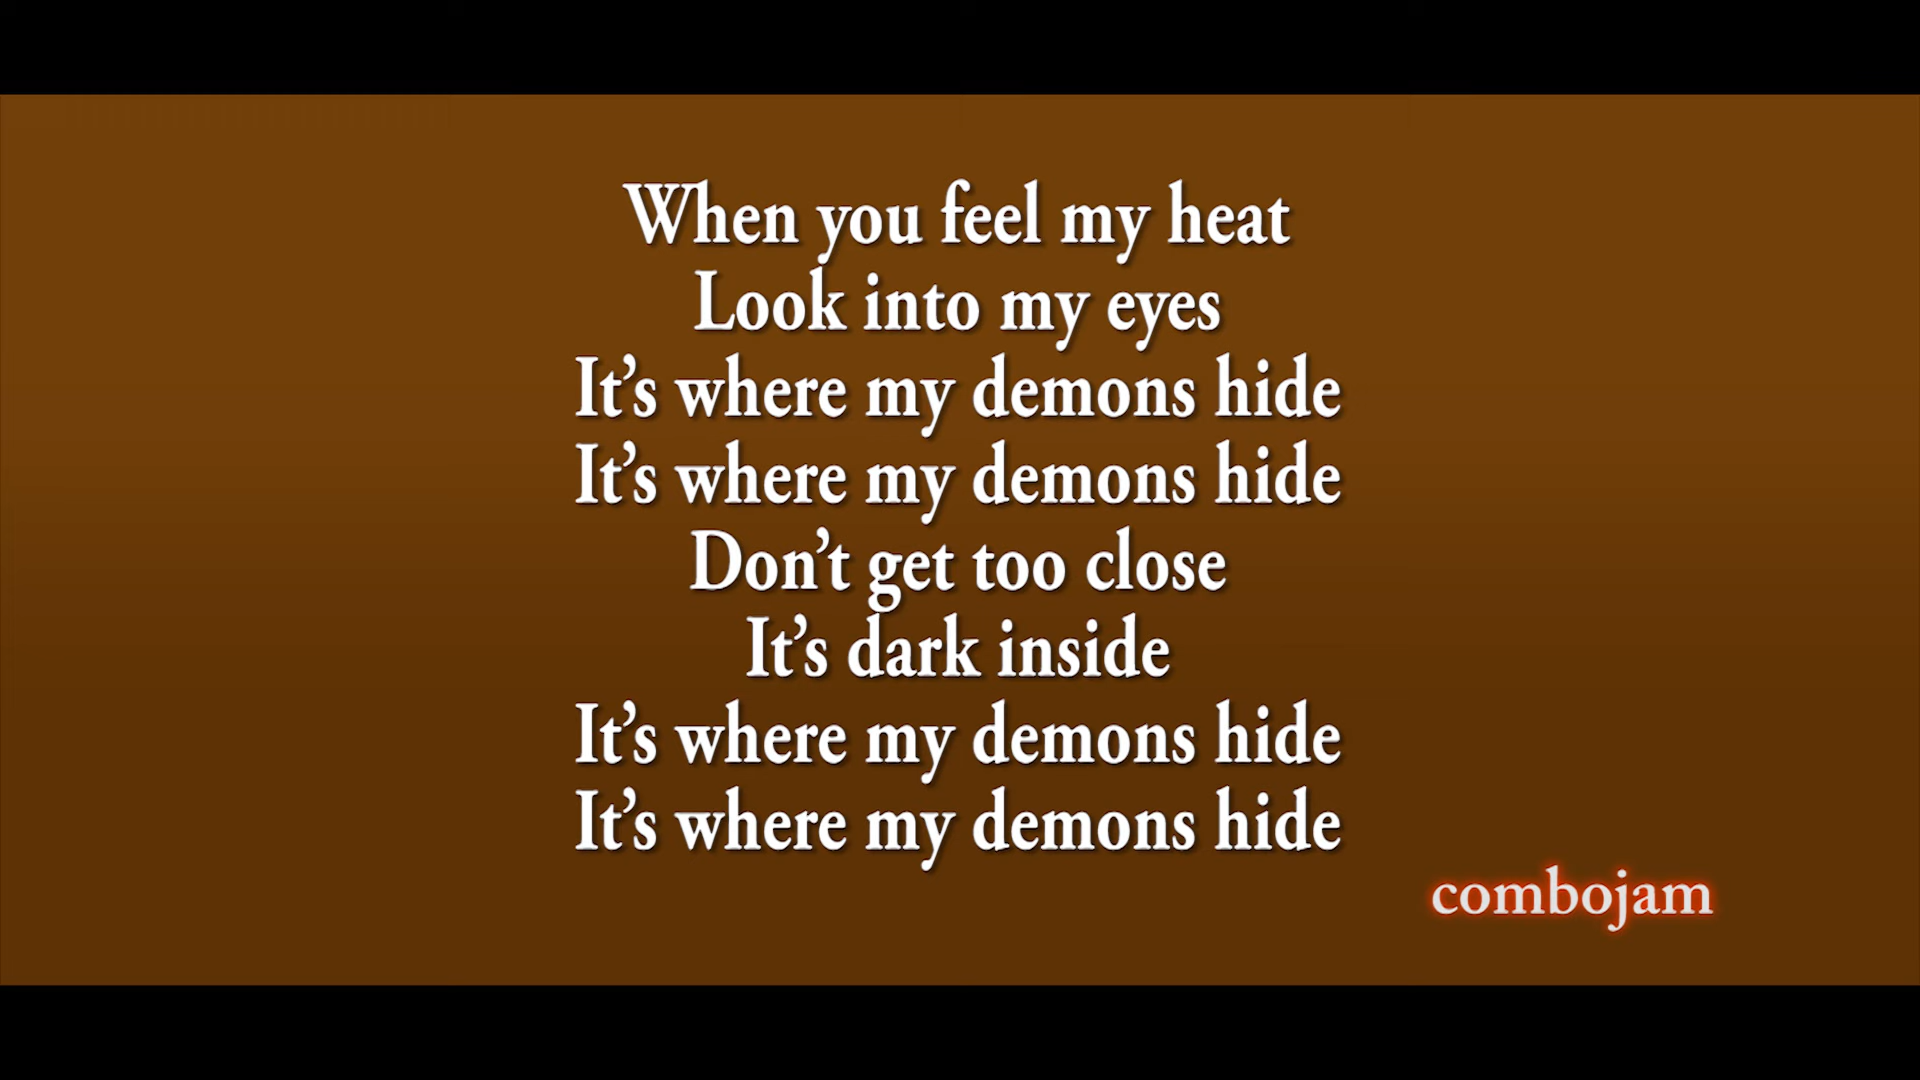 When you feel my heat
Look into my eyes
It’s where my demons hide
It’s where my demons hide
Don’t get too close
It’s dark inside
It’s where my demons hide
It’s where my demons hide
combojam